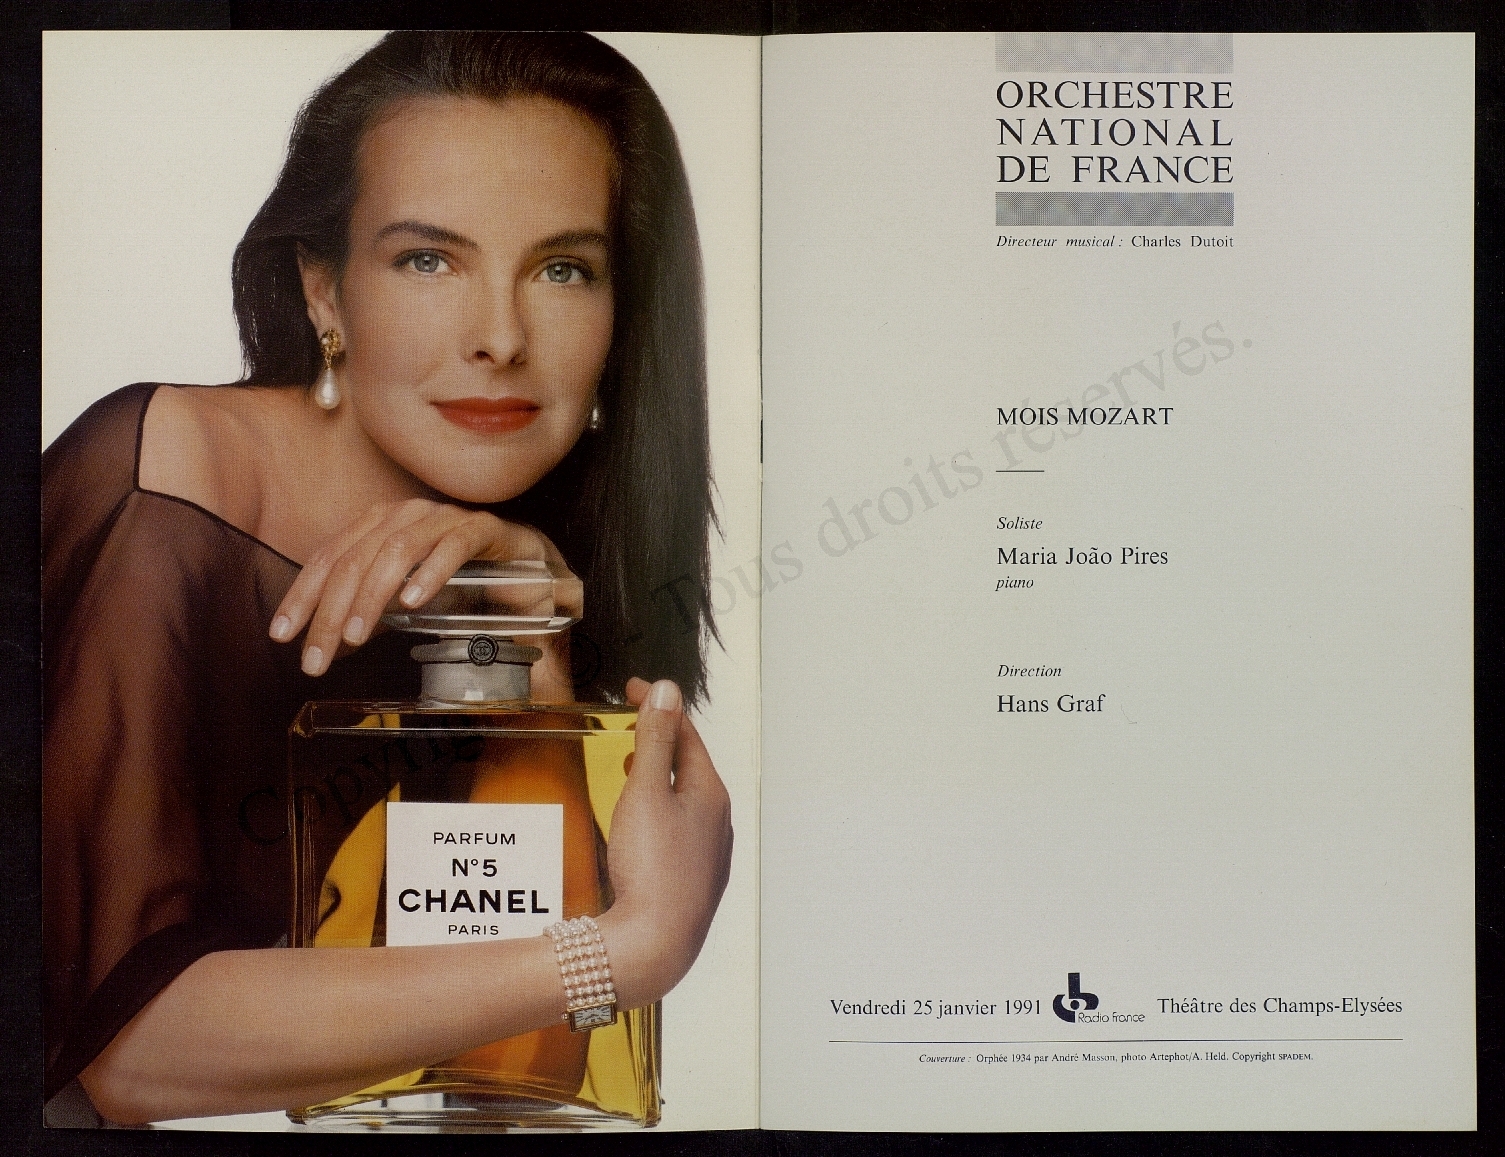 PARFUM
N°5
CHANEL
PARIS
ORCHESTRE
NATIONAL
DE FRANCE
Directeur musical : Charles Dutoit
MOIS MOZART
Soliste
Maria João Pires
piano
Direction
Hans Graf
Vendredi 25 janvier 1991
Radio France
Théâtre des Champs-Elysées
Couverture : Orphée 1934 par André Masson, photo Artephot/A. Held. Copyright SPADEM.
Copyright © - Tous droits réservés.